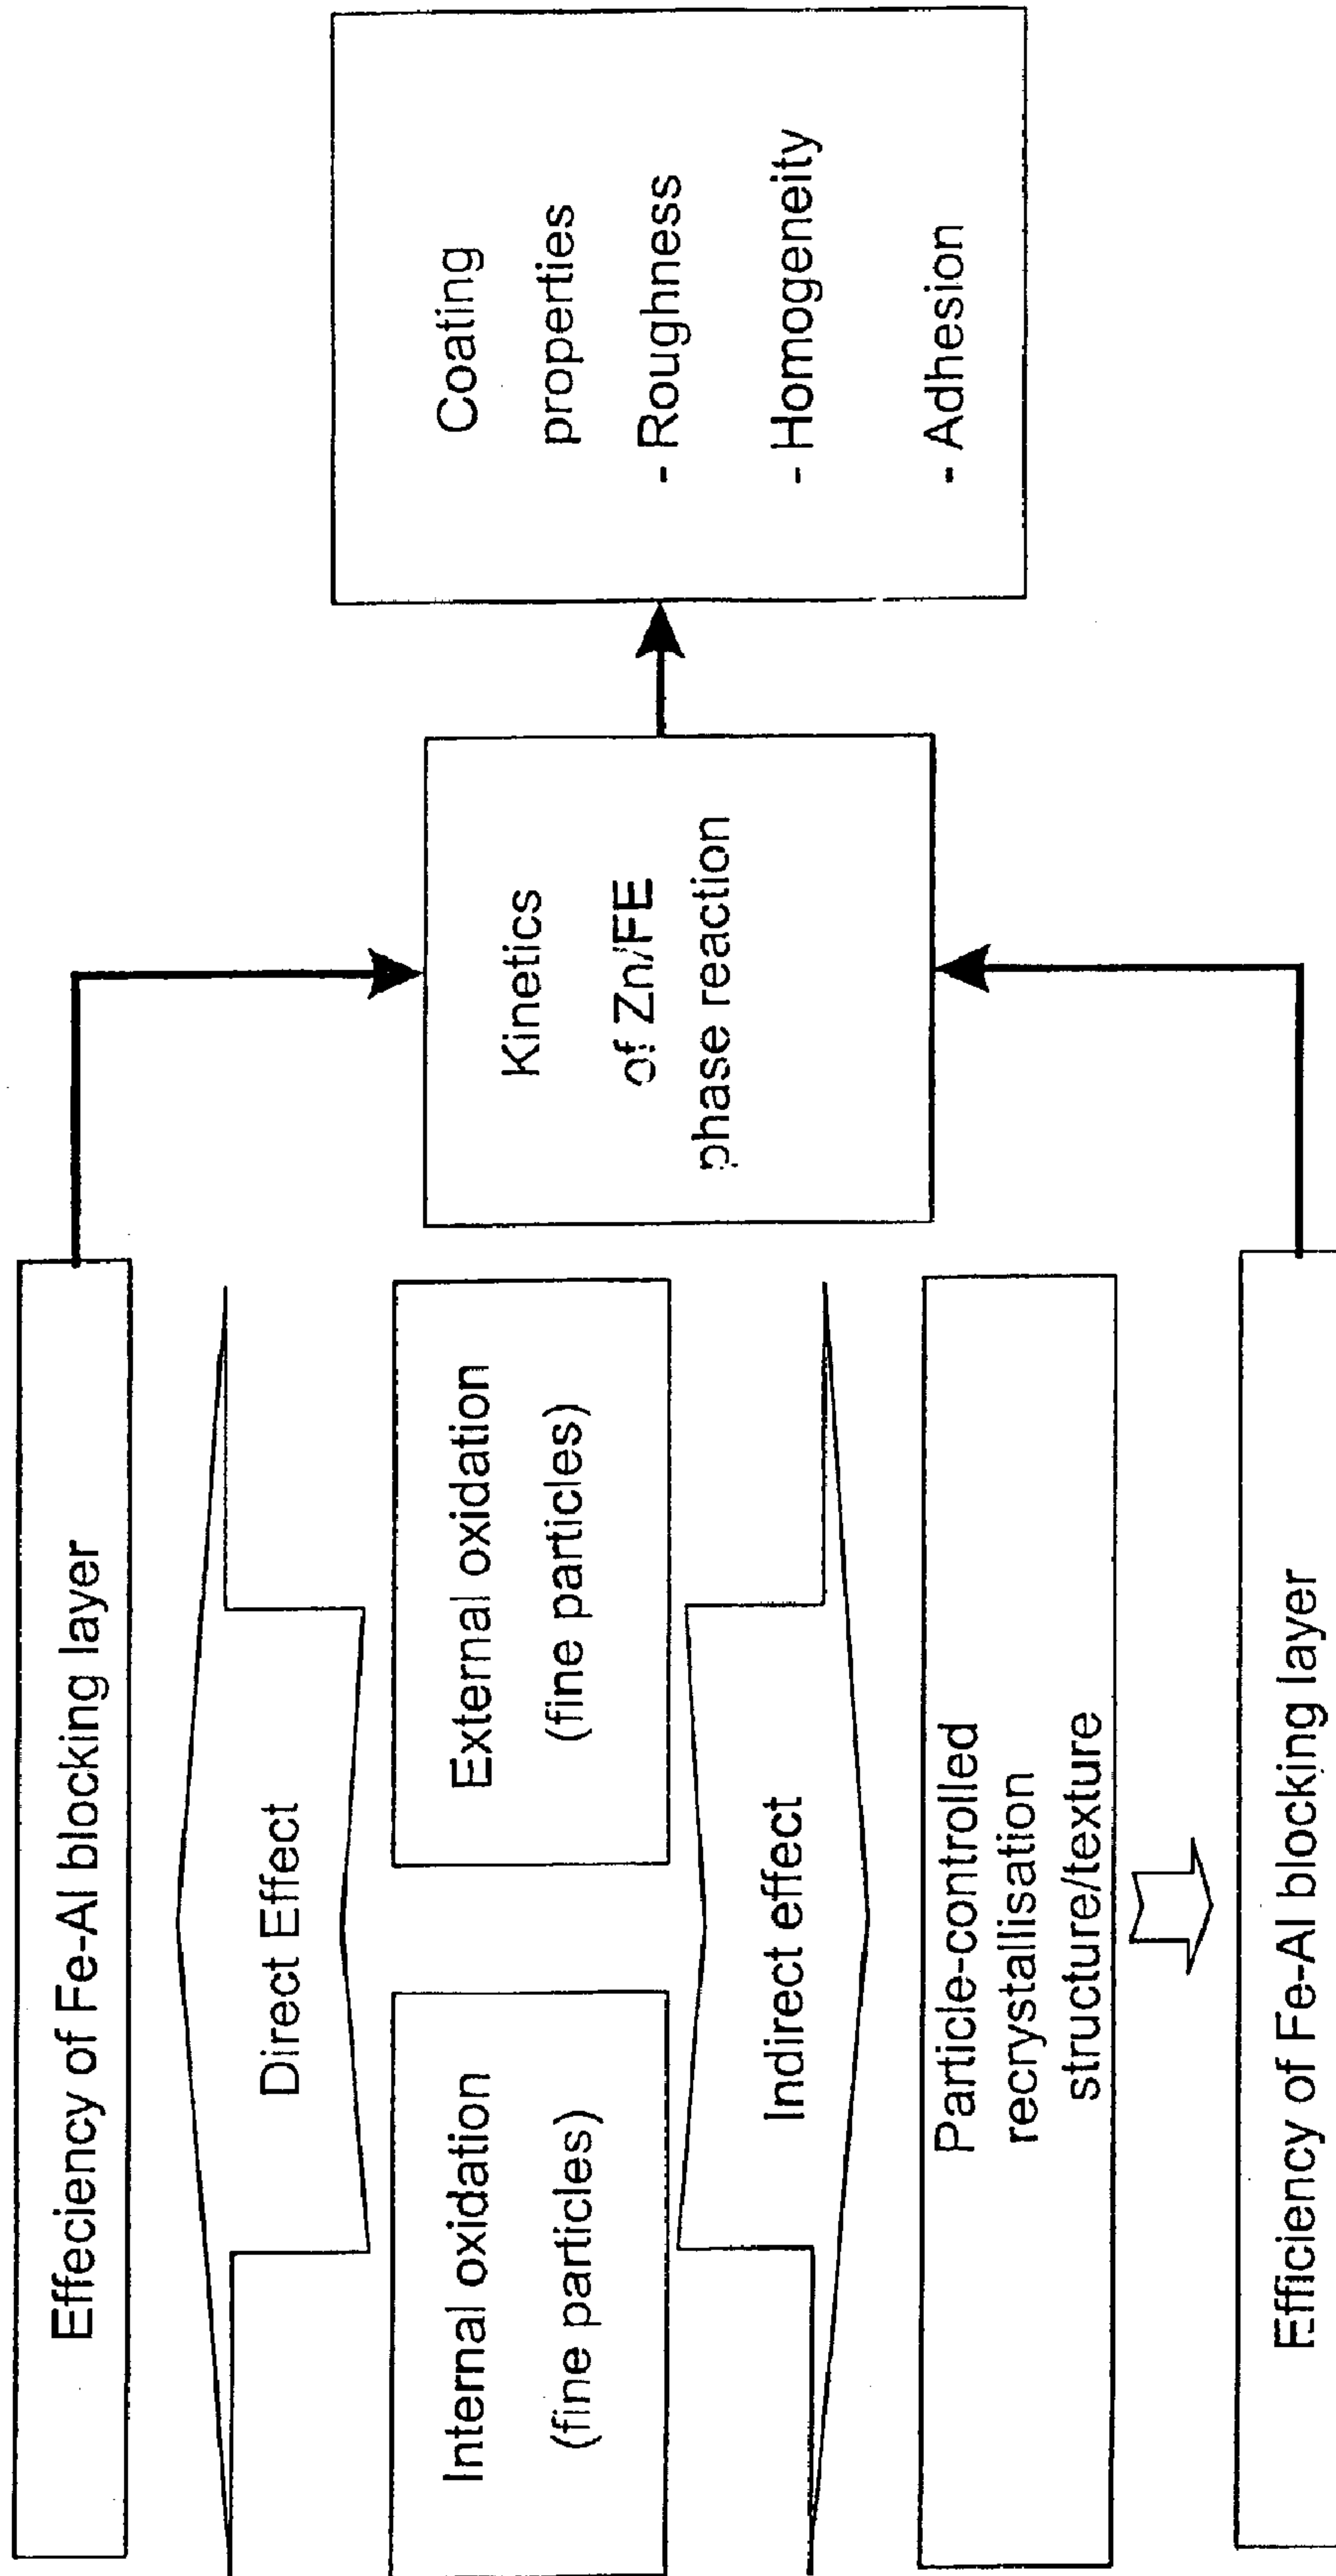 Effeciency of Fe-Al blocking layer
Direct Effect
Internal oxidation
(fine particles)
External oxidation
(fine particles)
Indirect effect
Particle-controlled
recrystallisation
structure/texture
Efficiency of Fe-Al blocking layer
Kinetics
of Zn/FE
phase reaction
Coating
properties
- Roughness
- Homogeneity
- Adhesion